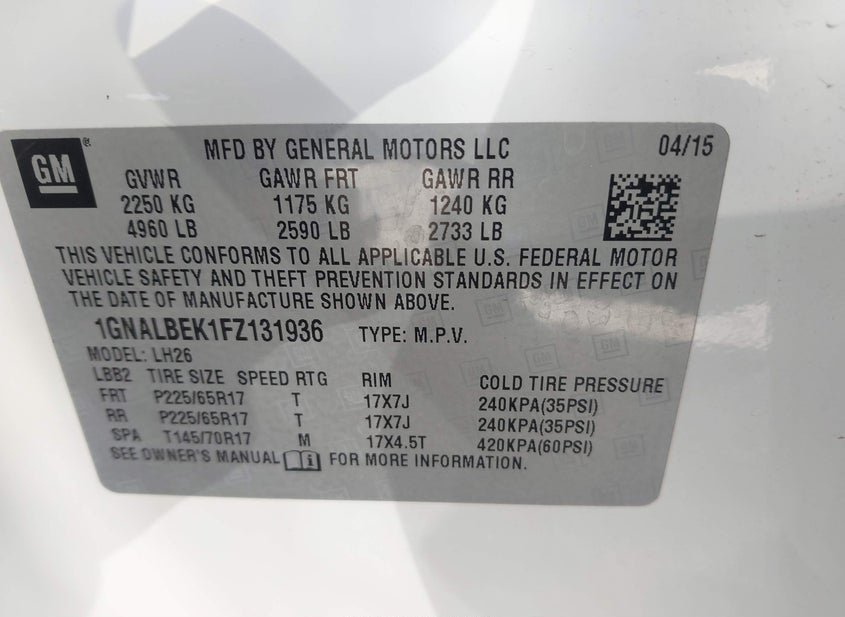 GM
MFD BY GENERAL MOTORS LLC 04/15
GVWR GAWR FRT GAWR RR
2250 KG 1175 KG 1240 KG
4960 LB 2590 LB 2733 LB
THIS VEHICLE CONFORMS TO ALL APPLICABLE U.S. FEDERAL MOTOR
VEHICLE SAFETY AND THEFT PREVENTION STANDARDS IN EFFECT ON
THE DATE OF MANUFACTURE SHOWN ABOVE.
1GNALBEK1FZ131936 TYPE: M.P.V.
MODEL: LH26
LBB2 TIRE SIZE SPEED RTG RIM COLD TIRE PRESSURE
FRT P225/65R17 T 17X7J 240KPA(35PSI)
RR P225/65R17 T 17X7J 240KPA(35PSI)
SPA T145/70R17 M 17X4.5T 420KPA(60PSI)
SEE OWNER'S MANUAL i FOR MORE INFORMATION.